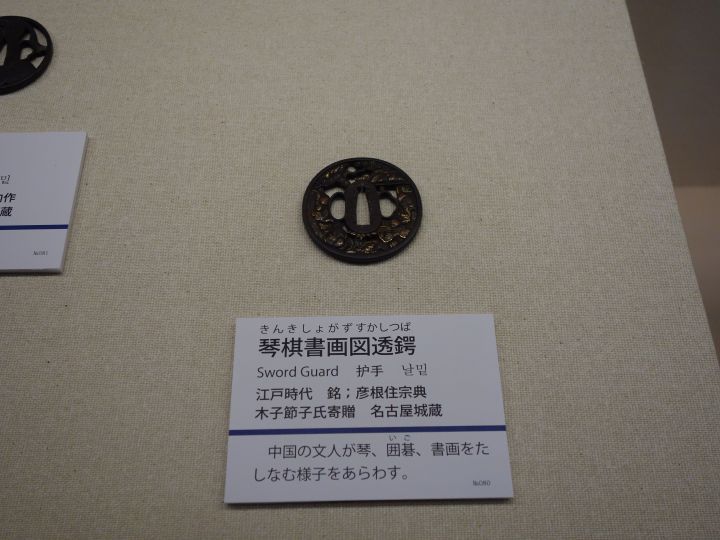 밑
作
蔵
№081
きんきしょがずすかしつば
琴棋書画図透鍔
Sword Guard 护手 날밑
江戸時代 銘;彦根住宗典
木子節子氏寄贈 名古屋城蔵
いご
中国の文人が琴、囲碁、書画をた
しなむ様子をあらわす。
№080